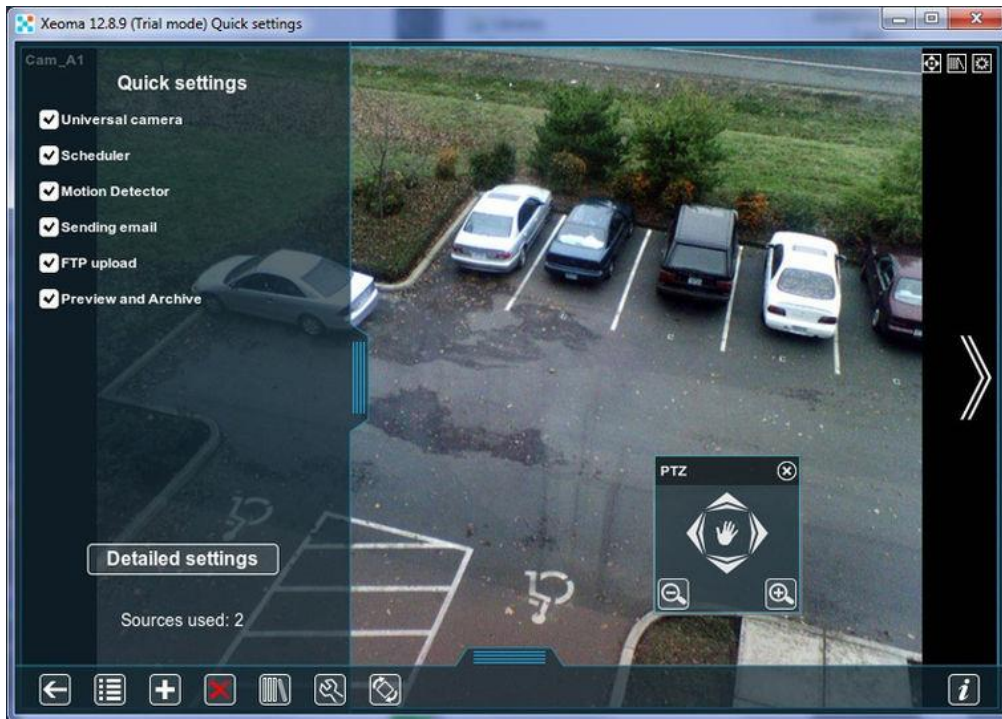 Xeoma 12.8.9 (Trial mode) Quick settings
Cam_A1
Quick settings
Universal camera
Scheduler
Motion Detector
Sending email
FTP upload
Preview and Archive
PTZ
Detailed settings
Sources used: 2
i